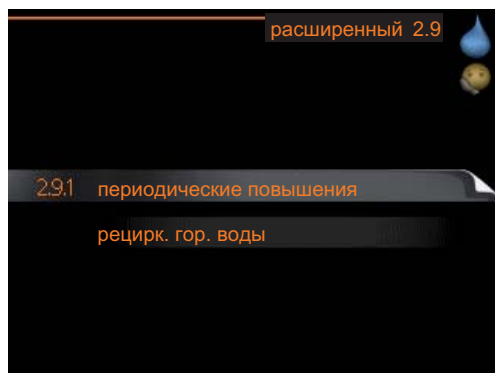 расширенный 2.9
2.9.1 периодические повышения
рецирк. гор. воды